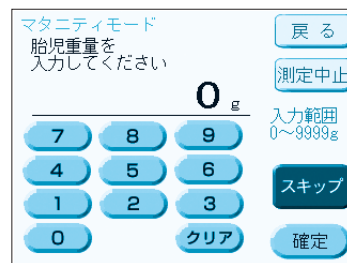 マタニティモード
胎児重量を
入力してください
0 g
7 8 9
4 5 6
1 2 3
0 クリア
戻る
測定中止
入力範囲
0～9999g
スキップ
確定